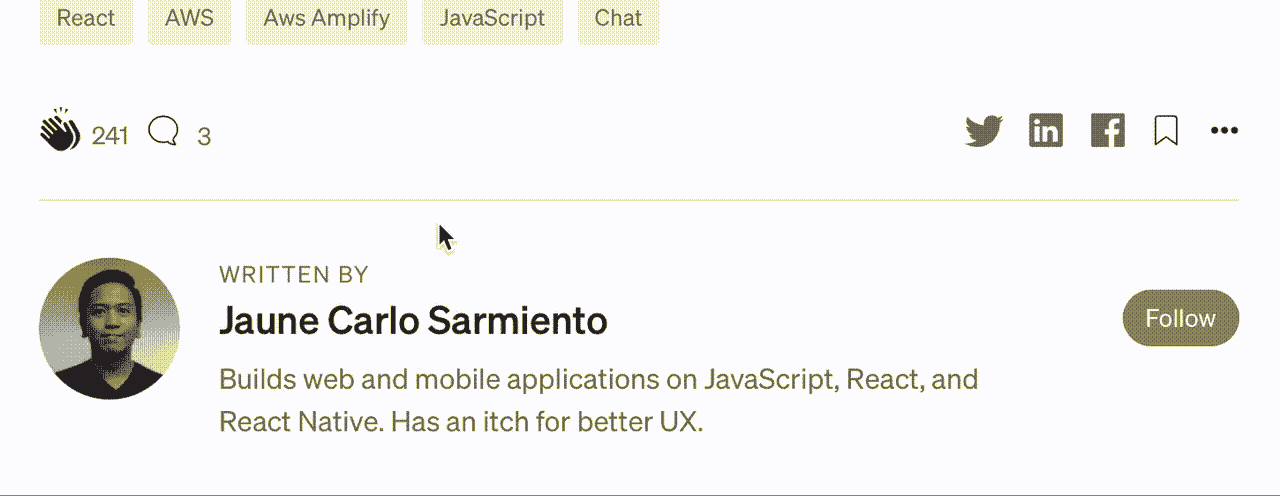 React AWS Aws Amplify JavaScript Chat
241 3
WRITTEN BY
Jaune Carlo Sarmiento
Follow
Builds web and mobile applications on JavaScript, React, and
React Native. Has an itch for better UX.